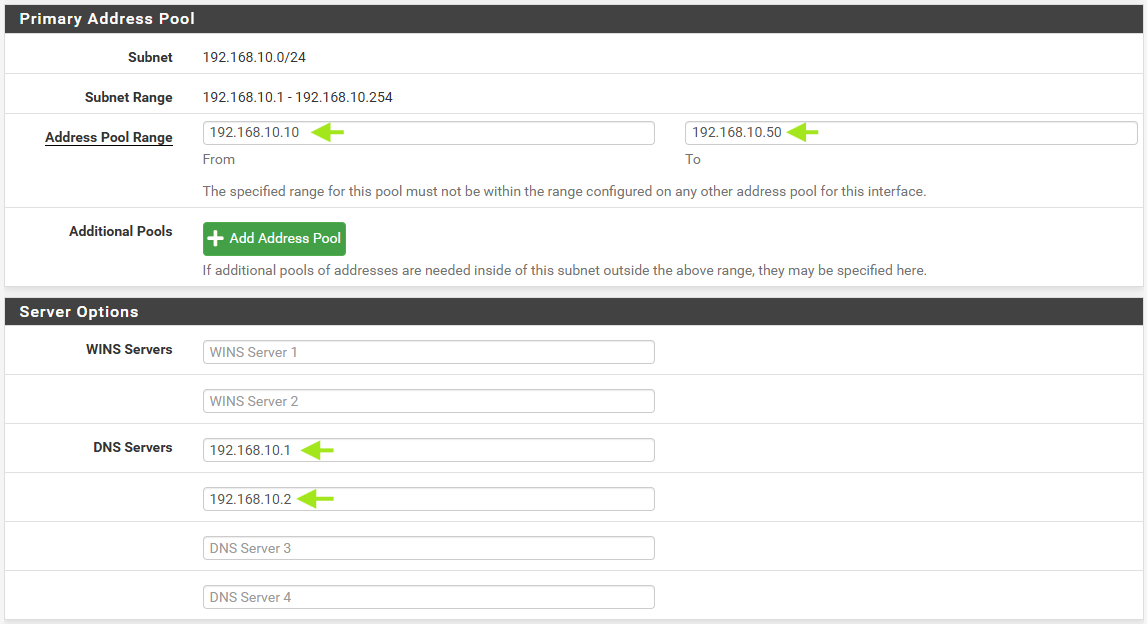 Primary Address Pool
Subnet 192.168.10.0/24
Subnet Range 192.168.10.1 - 192.168.10.254
Address Pool Range 192.168.10.10 192.168.10.50
From To
The specified range for this pool must not be within the range configured on any other address pool for this interface.
Additional Pools Add Address Pool
If additional pools of addresses are needed inside of this subnet outside the above range, they may be specified here.
Server Options
WINS Servers WINS Server 1
WINS Server 2
DNS Servers 192.168.10.1
192.168.10.2
DNS Server 3
DNS Server 4